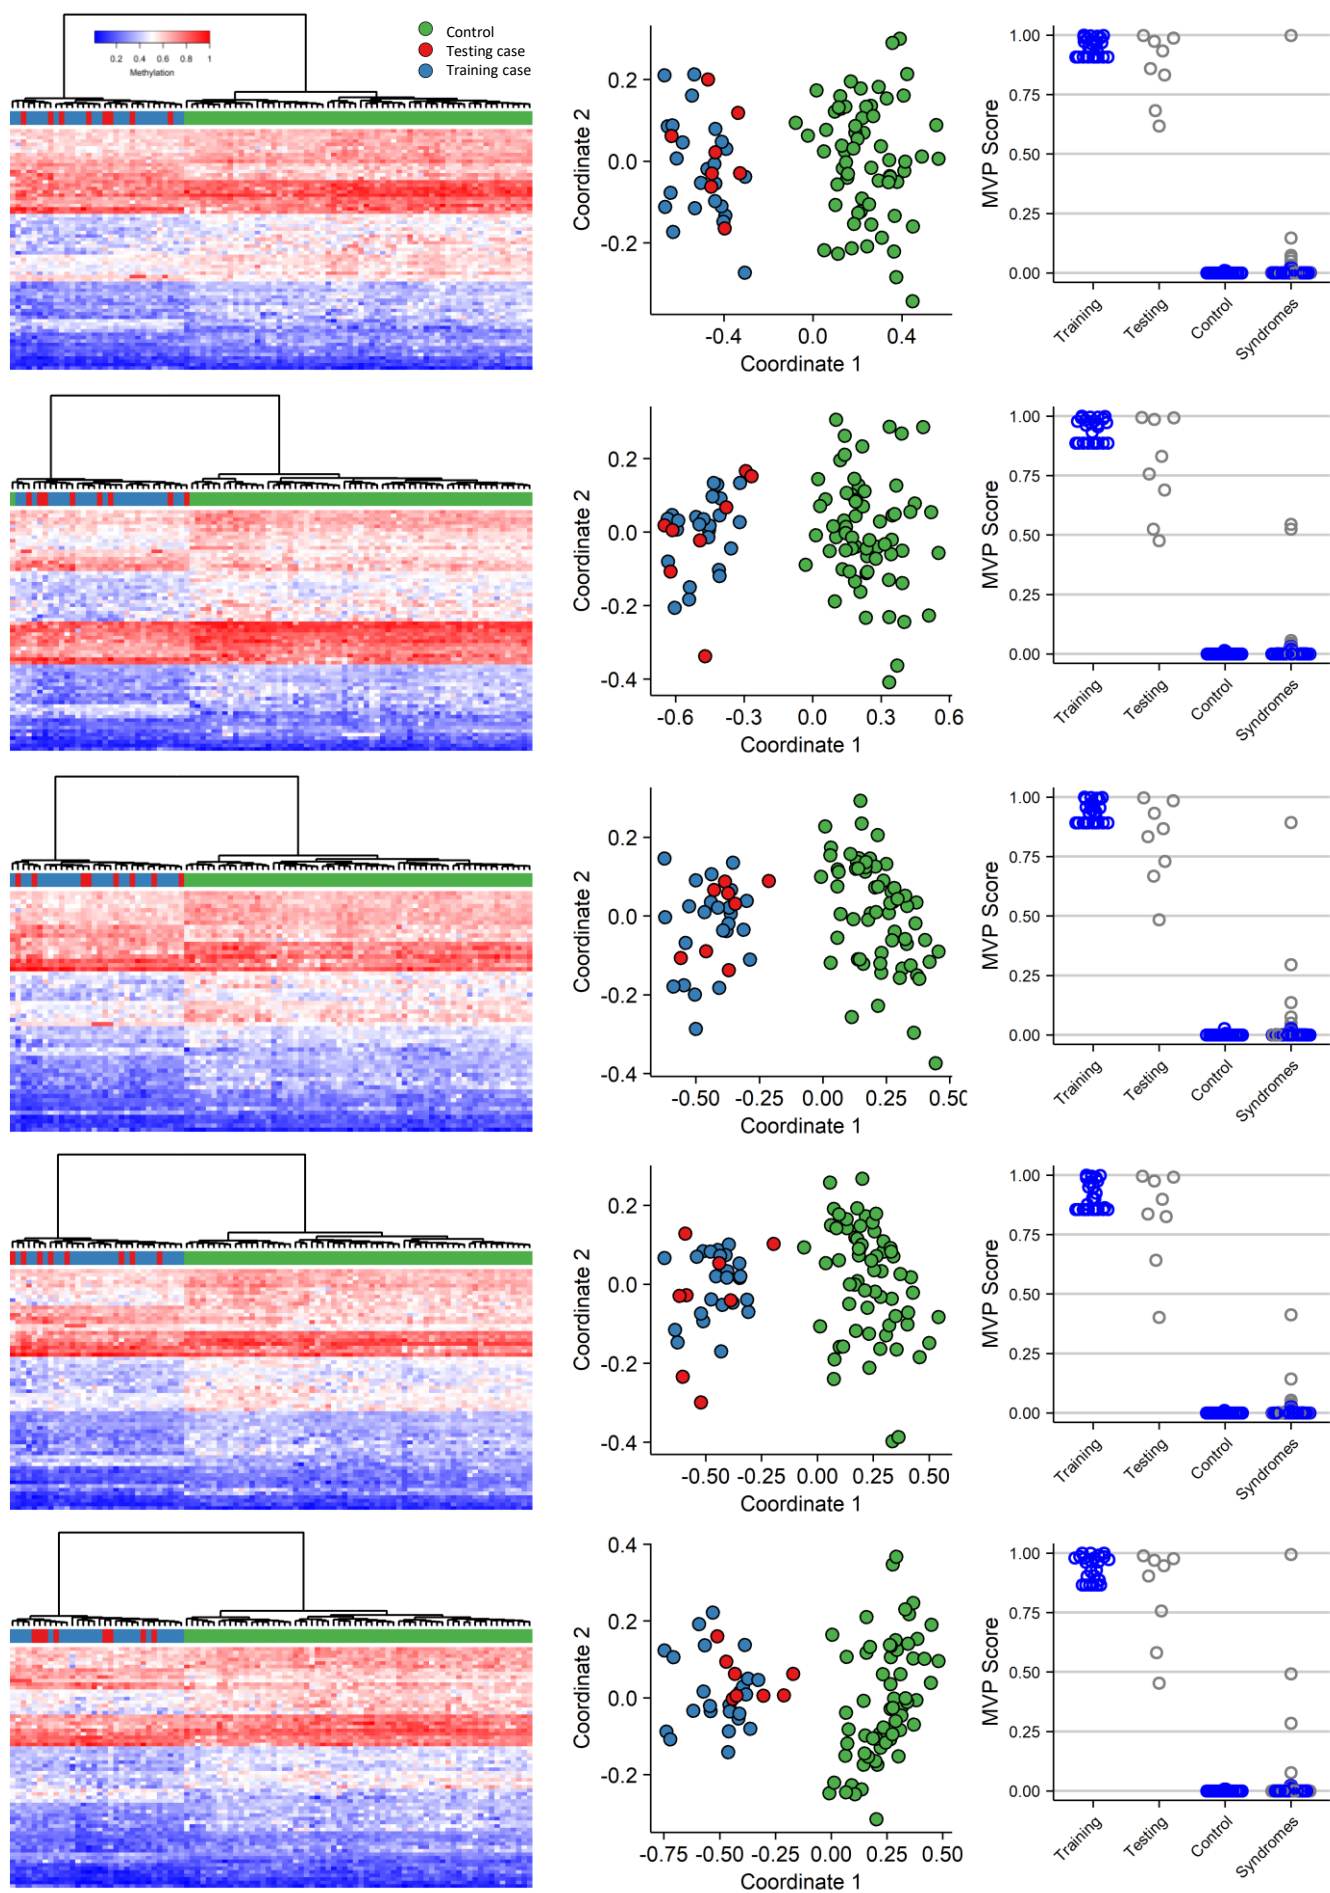 Control
Testing case
Training case
0.2 0.4 0.6 0.8 1
Methylation
0.2
0.0
-0.2
Coordinate 2
-0.4 0.0 0.4
Coordinate 1
1.00
0.75
0.50
0.25
0.00
MVP Score
Training Testing Control Syndromes
0.2
0.0
-0.2
-0.4
Coordinate 2
-0.6 -0.3 0.0 0.3 0.6
Coordinate 1
1.00
0.75
0.50
0.25
0.00
MVP Score
Training Testing Control Syndromes
0.2
0.0
-0.2
-0.4
Coordinate 2
-0.50 -0.25 0.00 0.25 0.50
Coordinate 1
1.00
0.75
0.50
0.25
0.00
MVP Score
Training Testing Control Syndromes
0.2
0.0
-0.2
-0.4
Coordinate 2
-0.50 -0.25 0.00 0.25 0.50
Coordinate 1
1.00
0.75
0.50
0.25
0.00
MVP Score
Training Testing Control Syndromes
0.4
0.2
0.0
-0.2
Coordinate 2
-0.75 -0.50 -0.25 0.00 0.25
Coordinate 1
1.00
0.75
0.50
0.25
0.00
MVP Score
Training Testing Control Syndromes